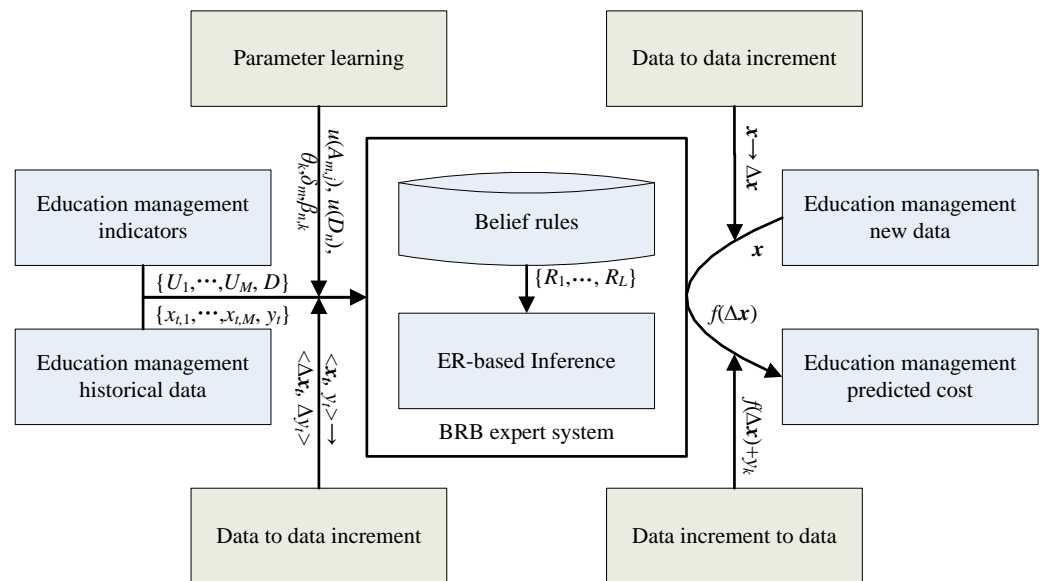 Parameter learning
Data to data increment
u(Aₘ,ⱼ), u(Dₙ),
θₖ,δₘ,βₙ,ₖ
x→ Δx
Education management
indicators
Belief rules
Education management
new data
x
{U₁,⋯,U_M, D}
{R₁,⋯, R_L}
{xₜ,₁,⋯,xₜ,M, yₜ}
f(Δx)
Education management
historical data
ER-based Inference
Education management
predicted cost
<xₜ, yₜ>→
<Δxₜ, Δyₜ>
BRB expert system
f(Δx)+yₖ
Data to data increment
Data increment to data